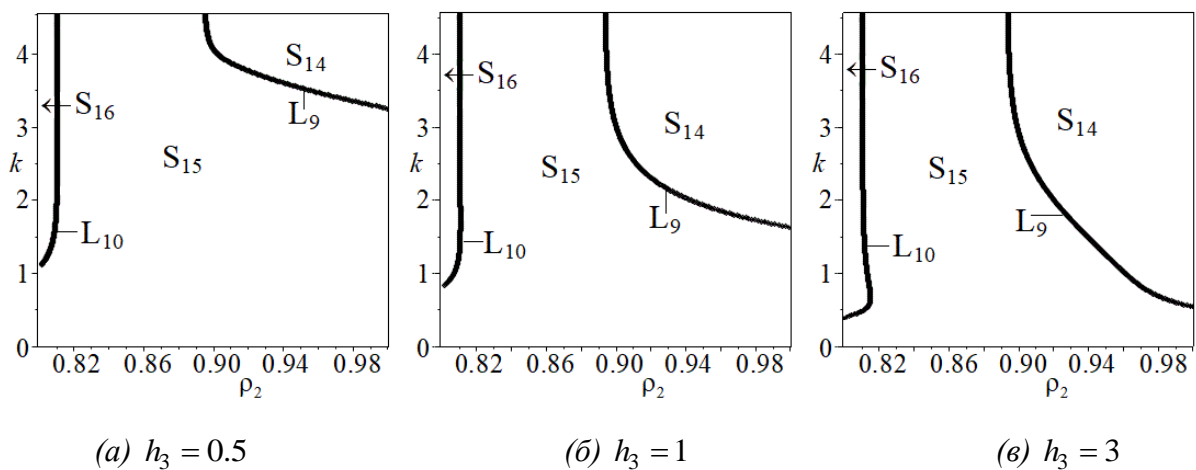 4
3
k
2
1
0
S₁₄
S₁₆
L₉
S₁₅
L₁₀
0.82 0.86 0.90 0.94 0.98
ρ₂
(а) h₃ = 0.5
4
3
k
2
1
0
S₁₆
S₁₄
S₁₅
L₉
L₁₀
0.82 0.86 0.90 0.94 0.98
ρ₂
(б) h₃ = 1
4
3
k
2
1
0
S₁₆
S₁₄
S₁₅
L₉
L₁₀
0.82 0.86 0.90 0.94 0.98
ρ₂
(в) h₃ = 3